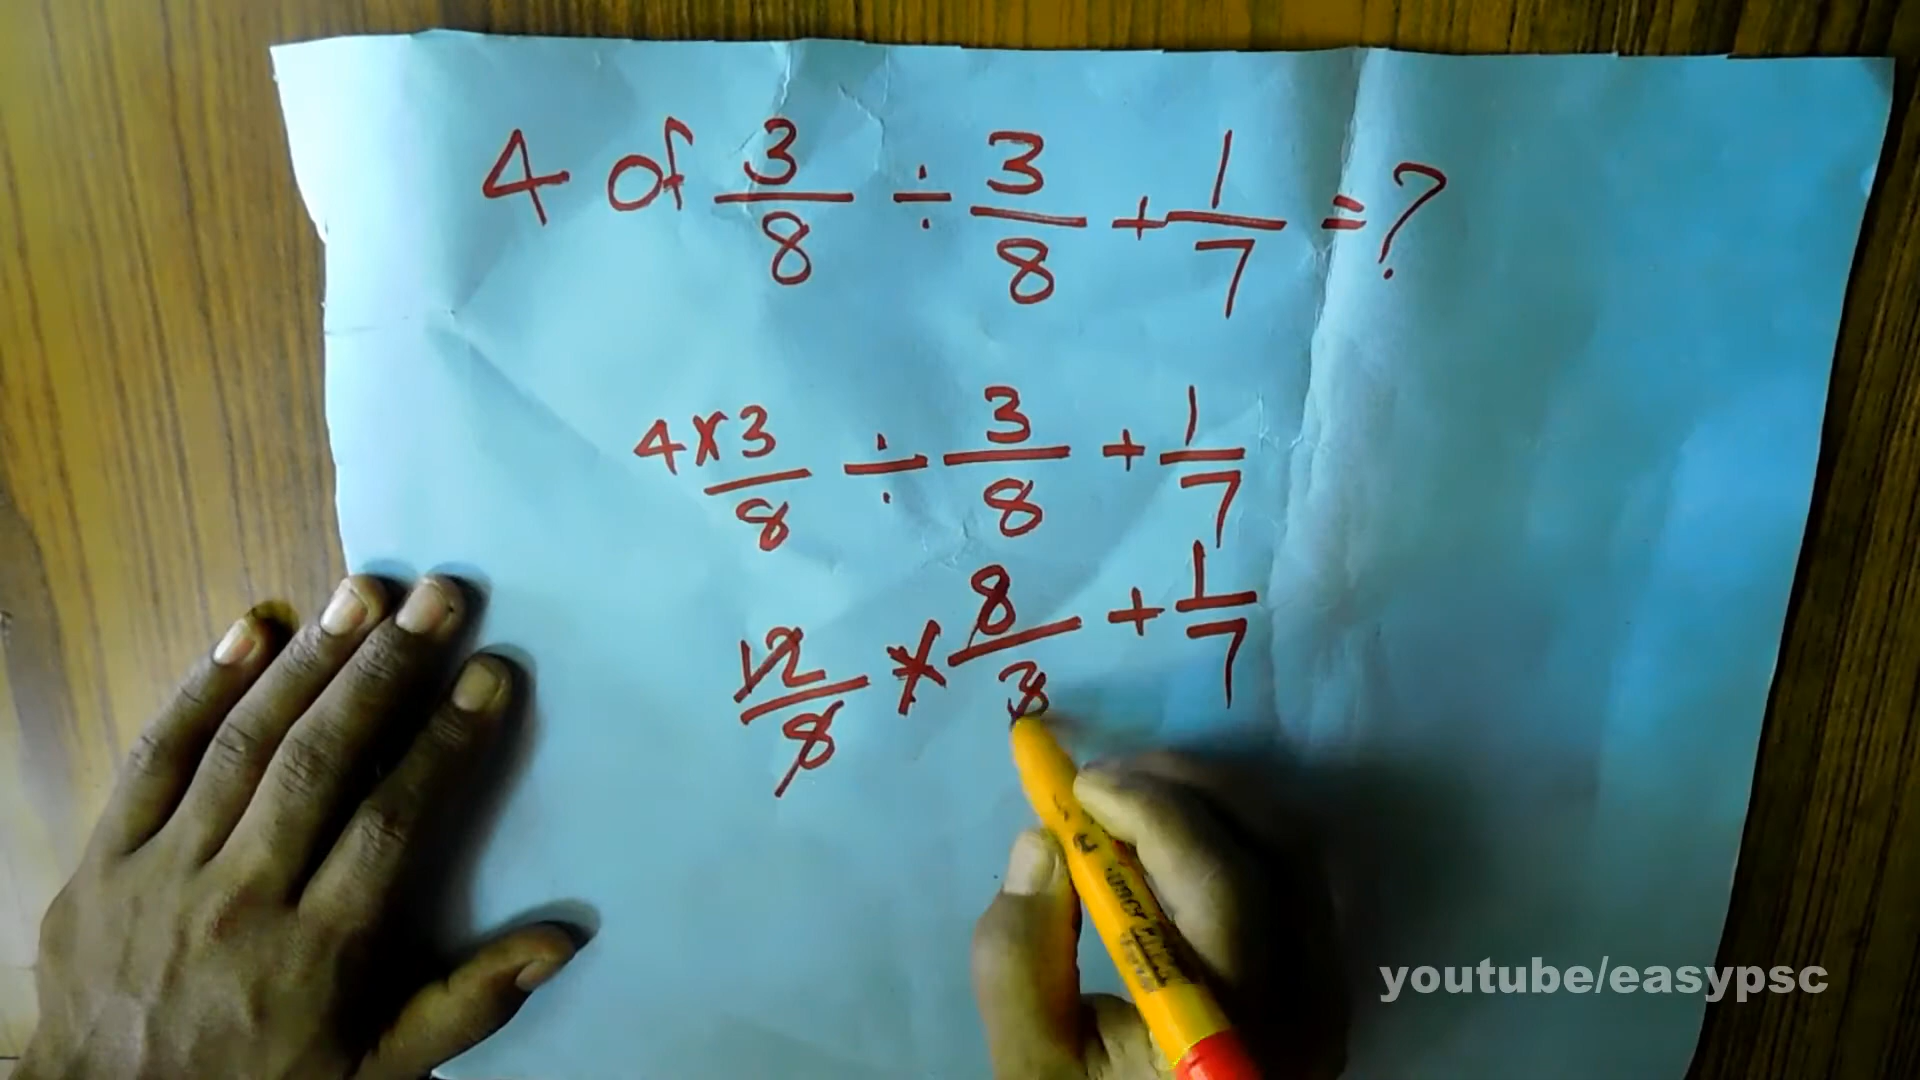 4 of 3/8 ÷ 3/8 + 1/7 = ?
4×3/8 ÷ 3/8 + 1/7
12/8 × 8/3 + 1/7
youtube/easypsc